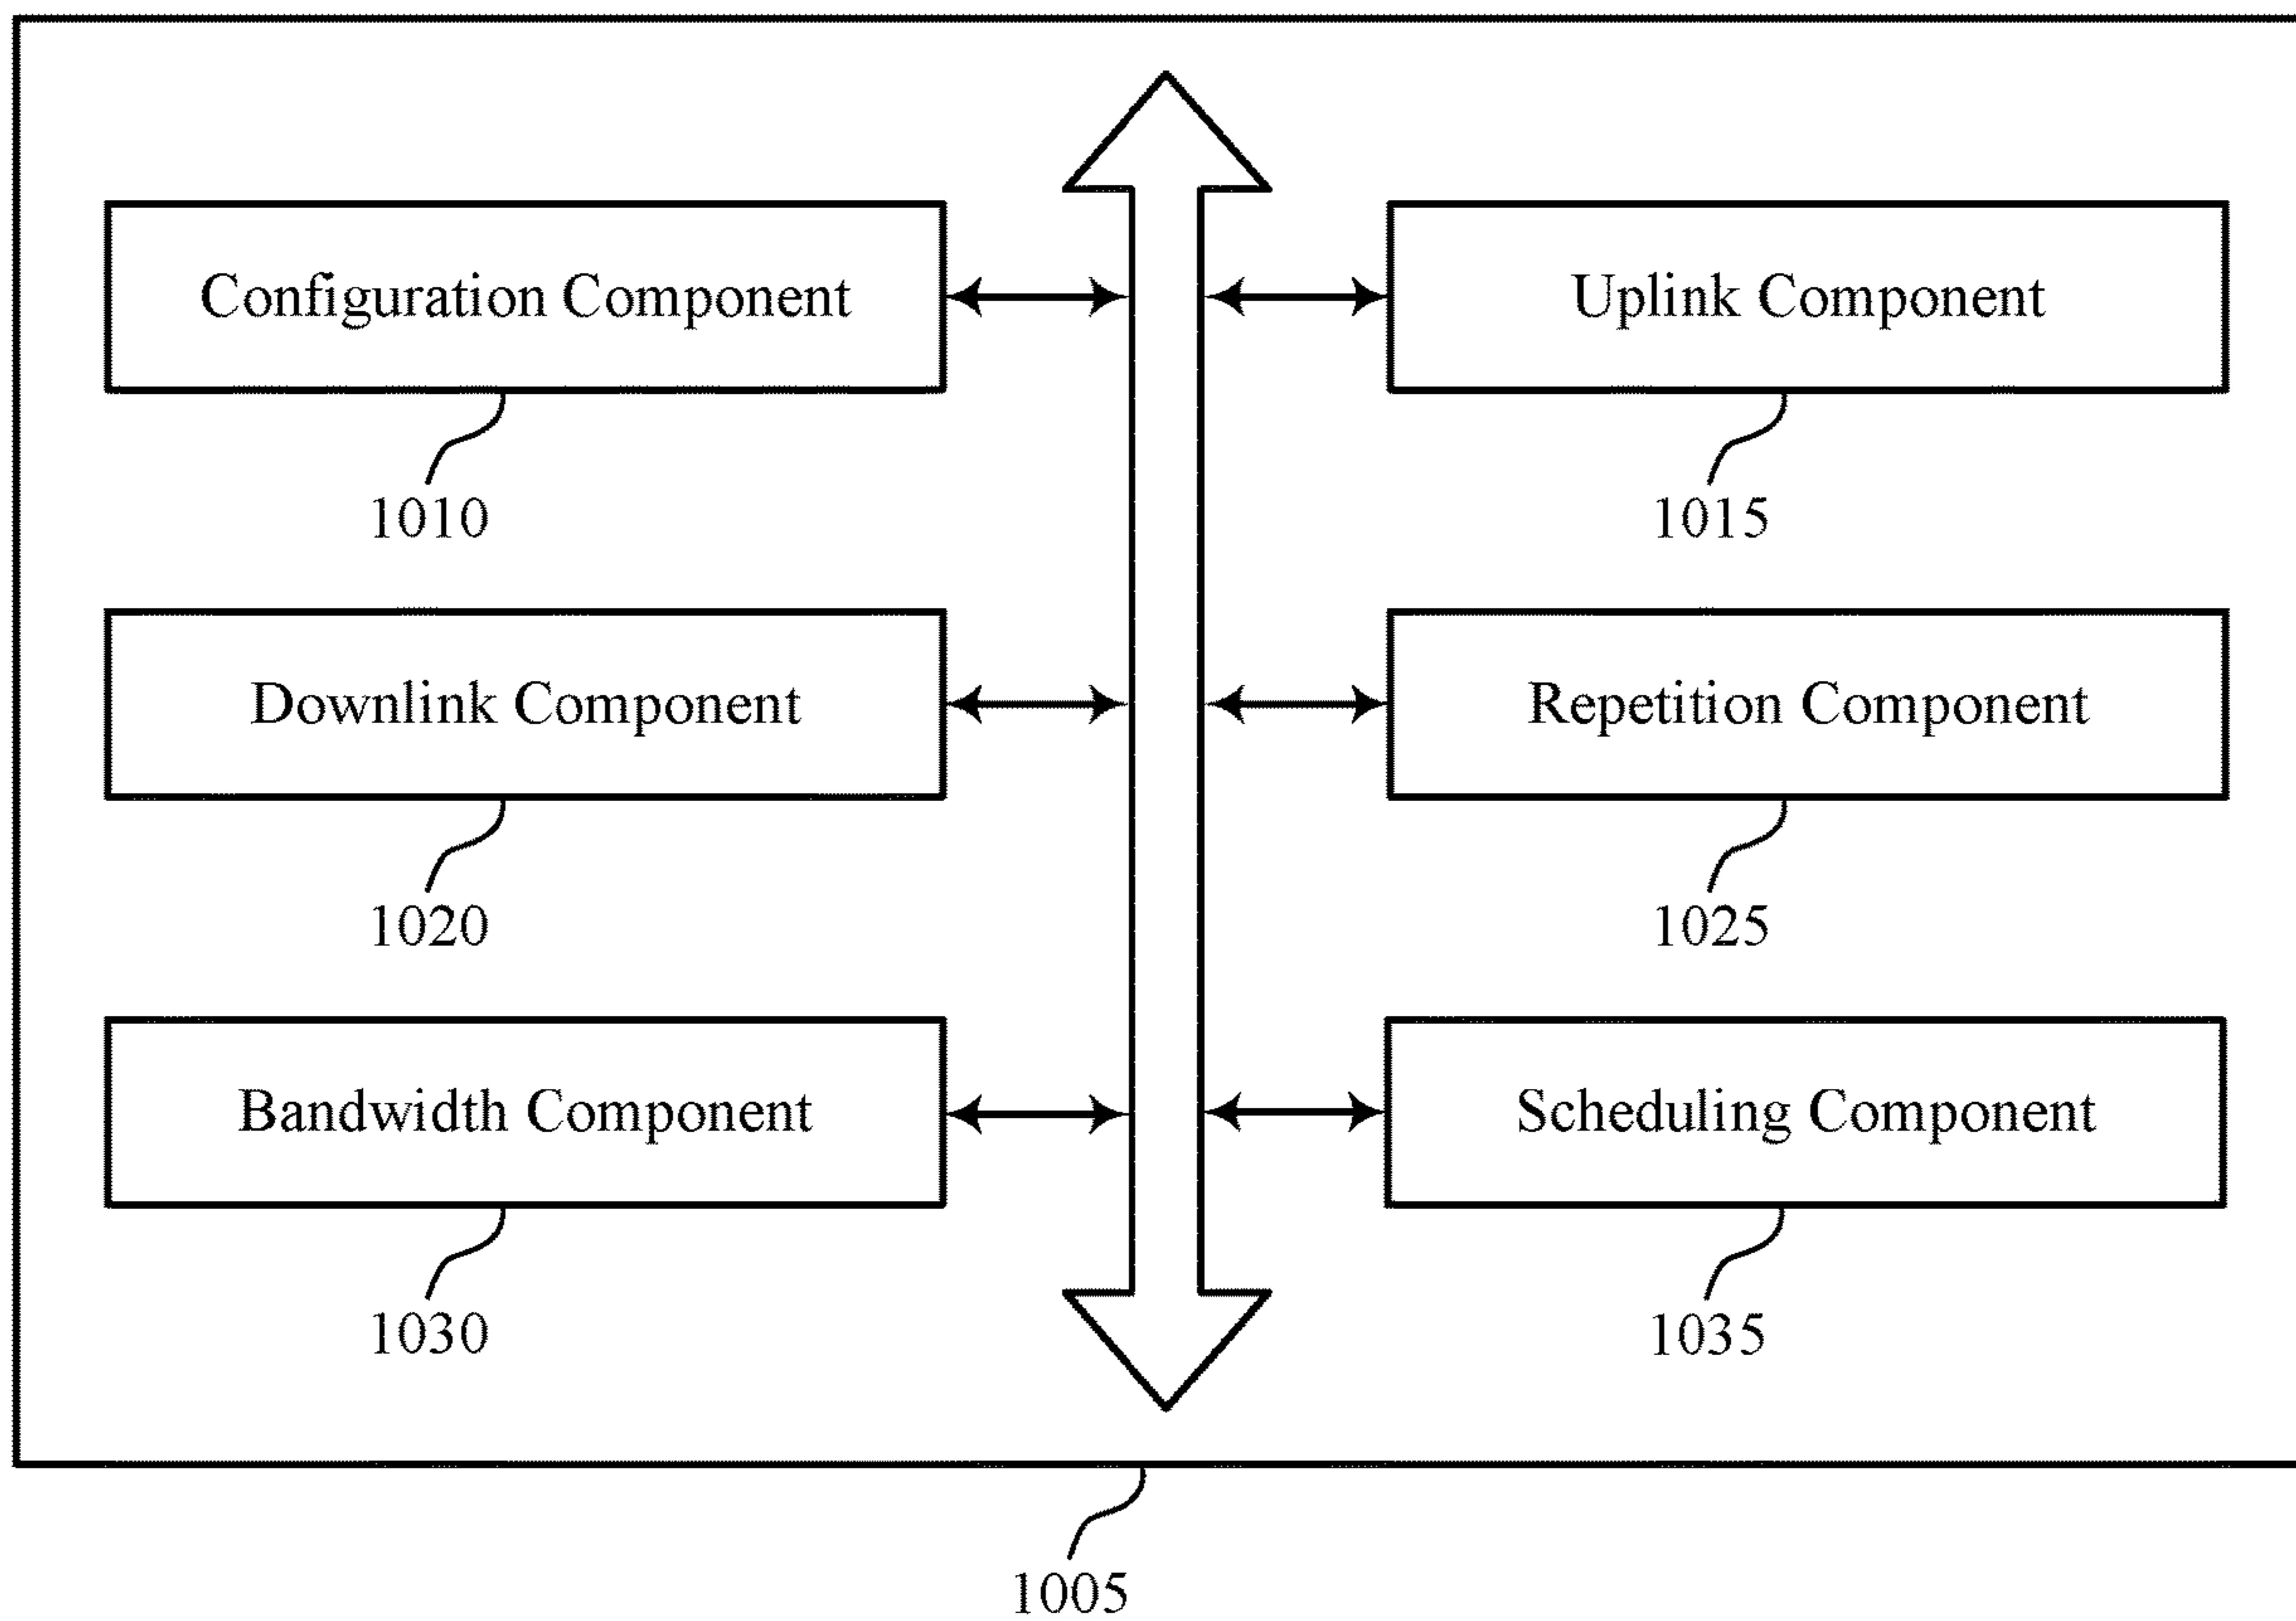 Configuration Component
Uplink Component
1010
1015
Downlink Component
Repetition Component
1020
1025
Bandwidth Component
Scheduling Component
1030
1035
1005